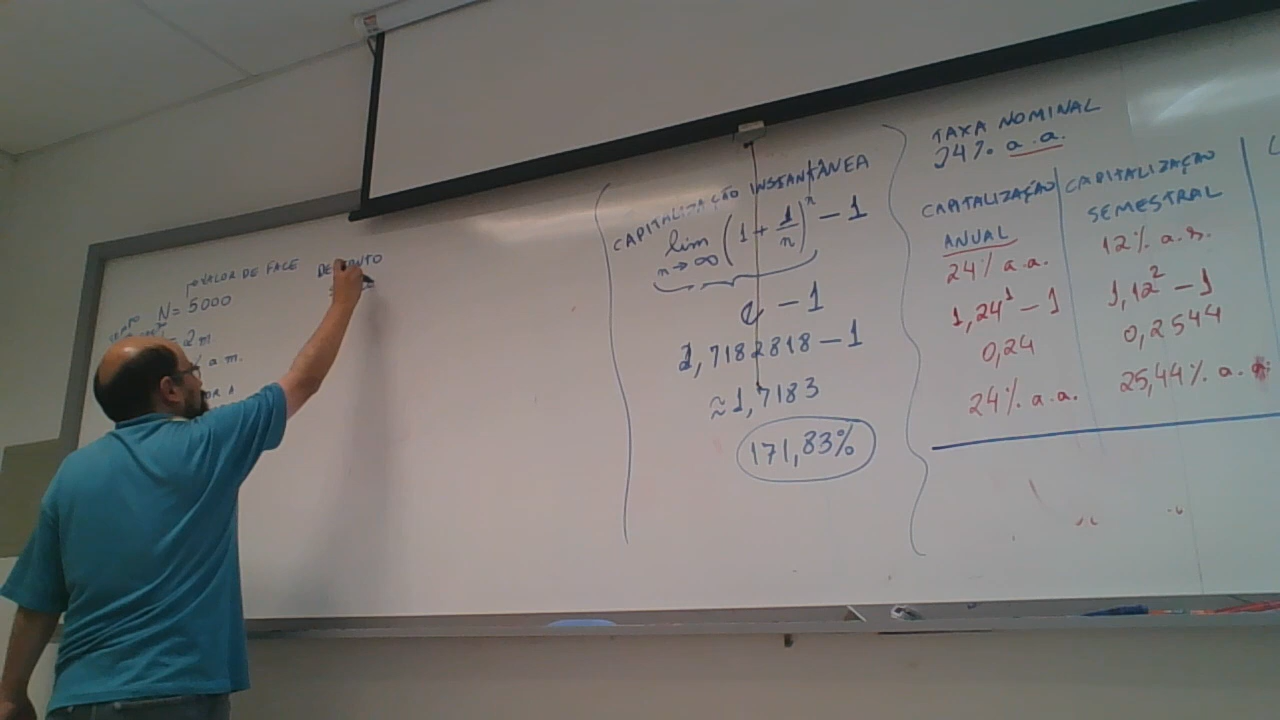 VALOR DE FACE
N = 5000
2 m.
% a.m.
CAPITALIZAÇÃO INSTANTÂNEA
lim n→∞ (1 + 1/n)^n − 1
e − 1
2,7182818 − 1
≈ 1,7183
171,83%
TAXA NOMINAL
24% a.a.
CAPITALIZAÇÃO
ANUAL
24% a.a.
1,24^1 − 1
0,24
24% a.a.
CAPITALIZAÇÃO
SEMESTRAL
12% a.s.
1,12^2 − 1
0,2544
25,44% a.